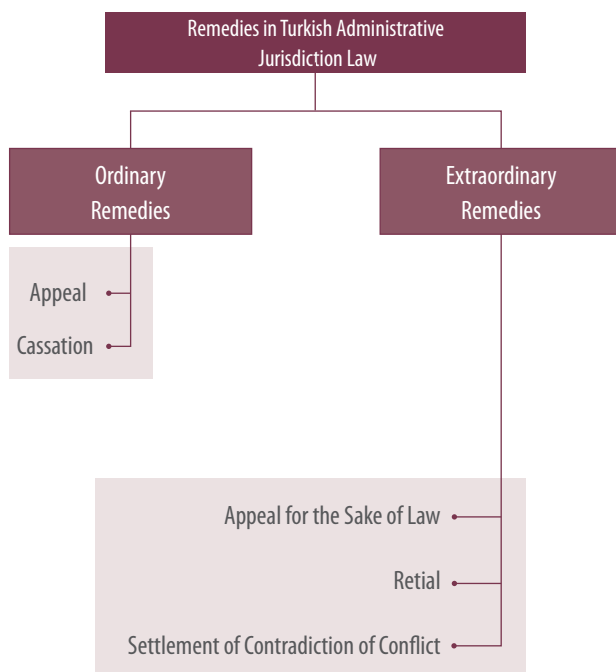 Remedies in Turkish Administrative
Jurisdiction Law
Ordinary
Remedies
Extraordinary
Remedies
Appeal
Cassation
Appeal for the Sake of Law
Retial
Settlement of Contradiction of Conflict